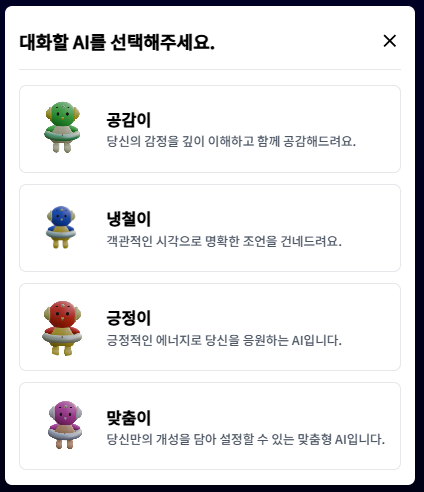 대화할 AI를 선택해주세요.
공감이
당신의 감정을 깊이 이해하고 함께 공감해드려요.
냉철이
객관적인 시각으로 명확한 조언을 건네드려요.
긍정이
긍정적인 에너지로 당신을 응원하는 AI입니다.
맞춤이
당신만의 개성을 담아 설정할 수 있는 맞춤형 AI입니다.